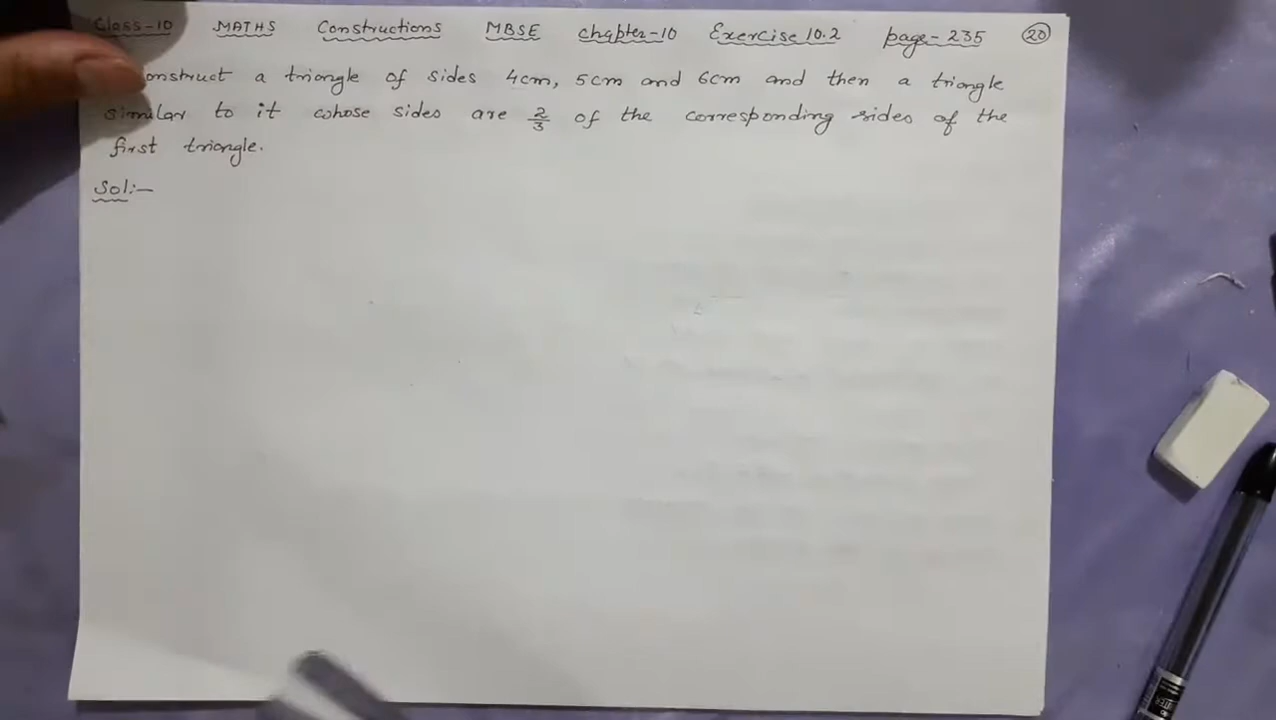 Class-10 MATHS Constructions MBSE chapter-10 Exercise 10.2 page-235 20
onstruct a triangle of sides 4cm, 5cm and 6cm and then a triangle
similar to it whose sides are 2/3 of the corresponding sides of the
first triangle.
Sol:-